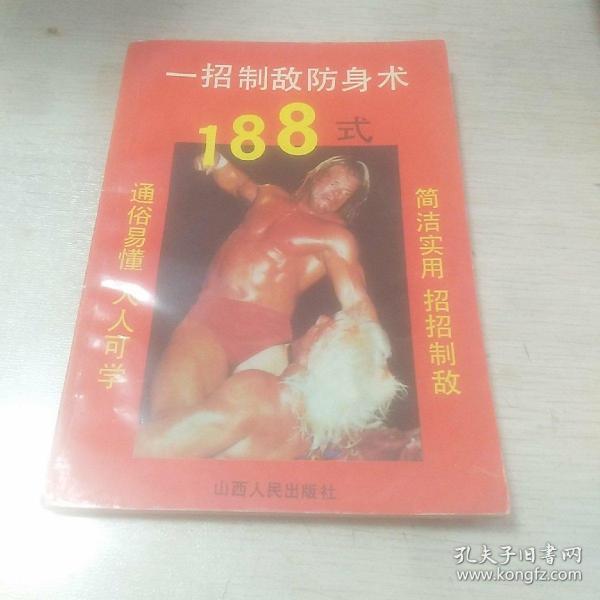 一招制敌防身术
188式
通俗易懂 人人可学
简洁实用 招招制敌
山西人民出版社
孔夫子旧书网
www.kongfz.com